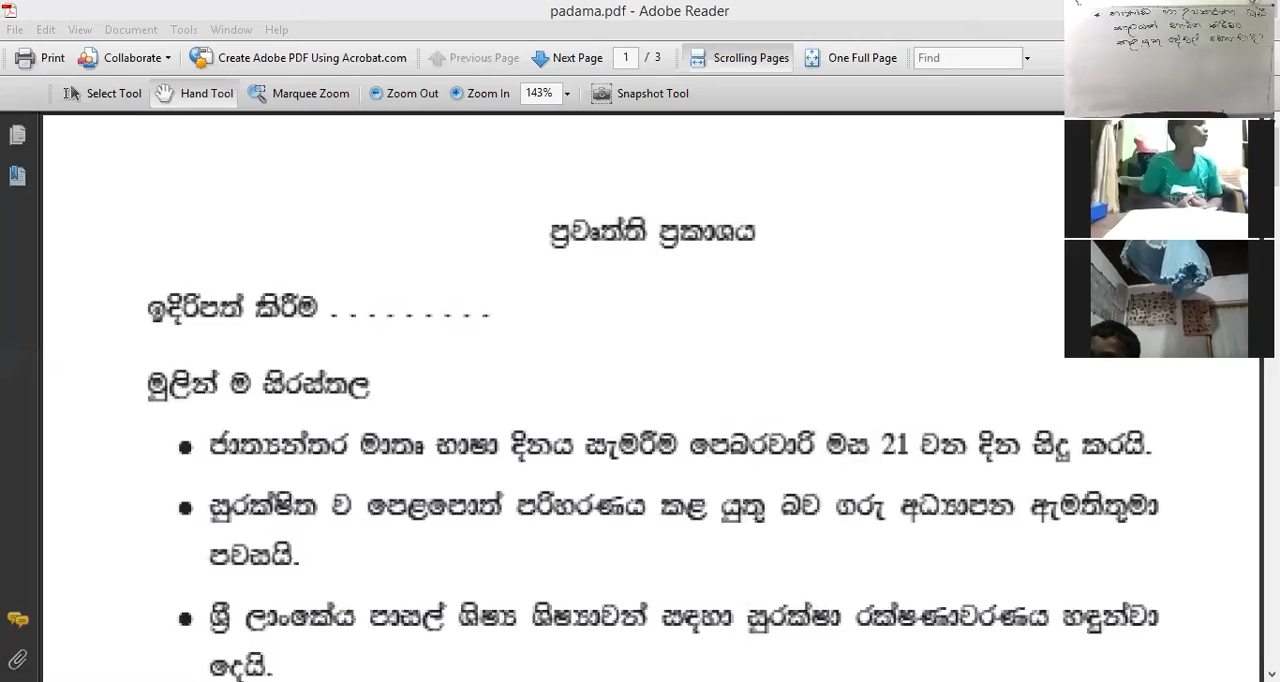 padama.pdf - Adobe Reader
File Edit View Document Tools Window Help
Print Collaborate Create Adobe PDF Using Acrobat.com Previous Page Next Page 1 / 3 Scrolling Pages One Full Page Find
Select Tool Hand Tool Marquee Zoom Zoom Out Zoom In 143% Snapshot Tool
ප්‍රවෘත්ති ප්‍රකාශය
ඉදිරිපත් කිරීම . . . . . . . . .
මුලින් ම සිරස්තල
● ජාත්‍යන්තර මාතෘ භාෂා දිනය සැමරීම පෙබරවාරි මස 21 වන දින සිදු කරයි.
● සුරක්ෂිත ව පෙළපොත් පරිහරණය කළ යුතු බව ගරු අධ්‍යාපන ඇමතිතුමා
පවසයි.
● ශ්‍රී ලාංකේය පාසල් ශිෂ්‍ය ශිෂ්‍යාවන් සඳහා සුරක්ෂා රක්ෂණාවරණය හඳුන්වා
දෙයි.